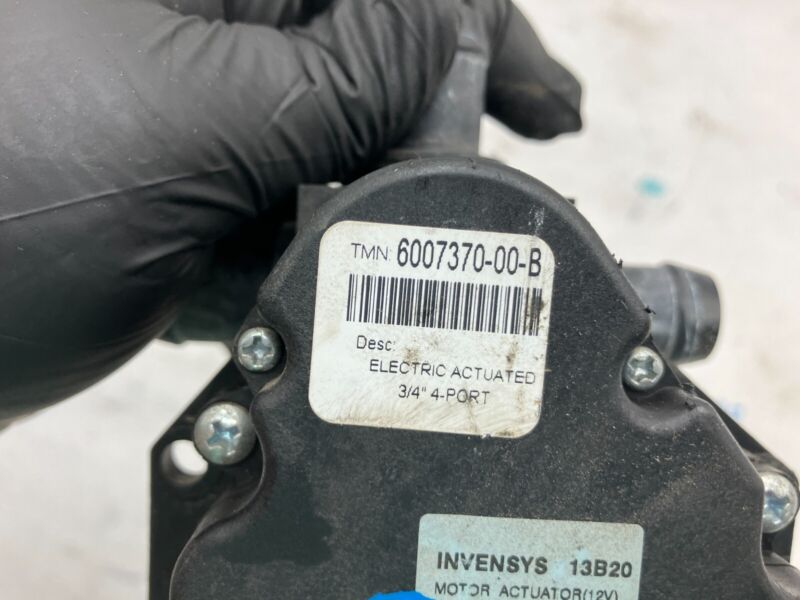 TMN: 6007370-00-B
Desc:
ELECTRIC ACTUATED
3/4" 4-PORT
INVENSYS 13B20
MOTOR ACTUATOR(12V)